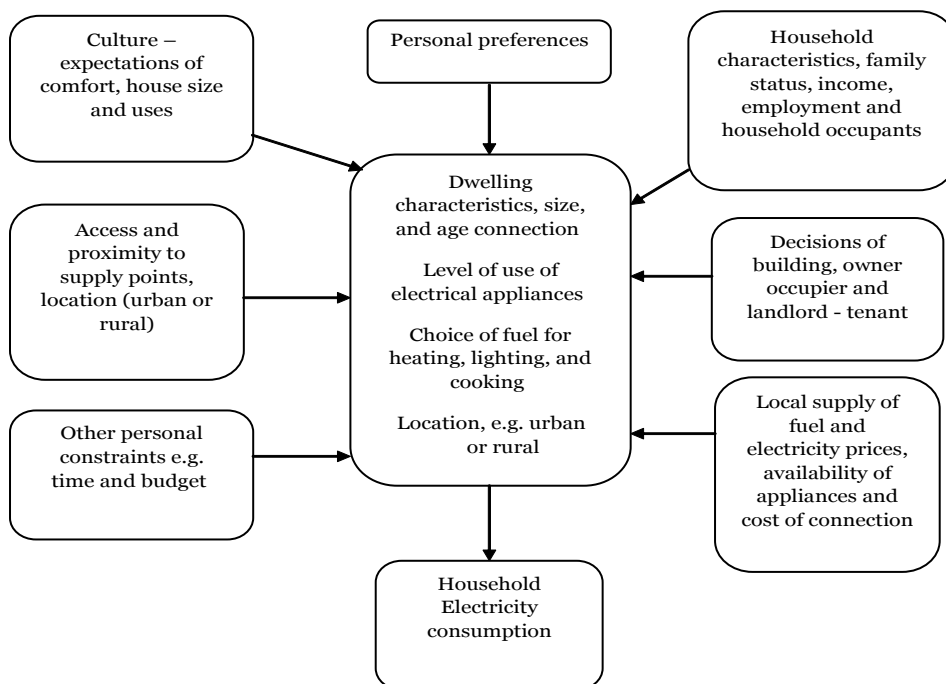 Culture –
expectations of
comfort, house size
and uses
Personal preferences
Household
characteristics, family
status, income,
employment and
household occupants
Access and
proximity to
supply points,
location (urban or
rural)
Dwelling
characteristics, size,
and age connection
Level of use of
electrical appliances
Choice of fuel for
heating, lighting, and
cooking
Location, e.g. urban
or rural
Decisions of
building, owner
occupier and
landlord - tenant
Other personal
constraints e.g.
time and budget
Local supply of
fuel and
electricity prices,
availability of
appliances and
cost of connection
Household
Electricity
consumption